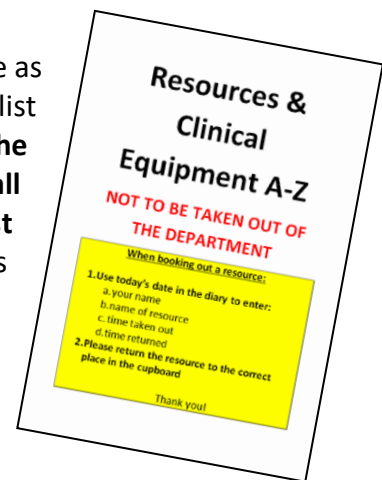 e as
list
he
all
st
s
Resources &
Clinical
Equipment A-Z
NOT TO BE TAKEN OUT OF
THE DEPARTMENT
When booking out a resource:
1.Use today's date in the diary to enter:
a.your name
b.name of resource
c. time taken out
d.time returned
2.Please return the resource to the correct
place in the cupboard
Thank you!